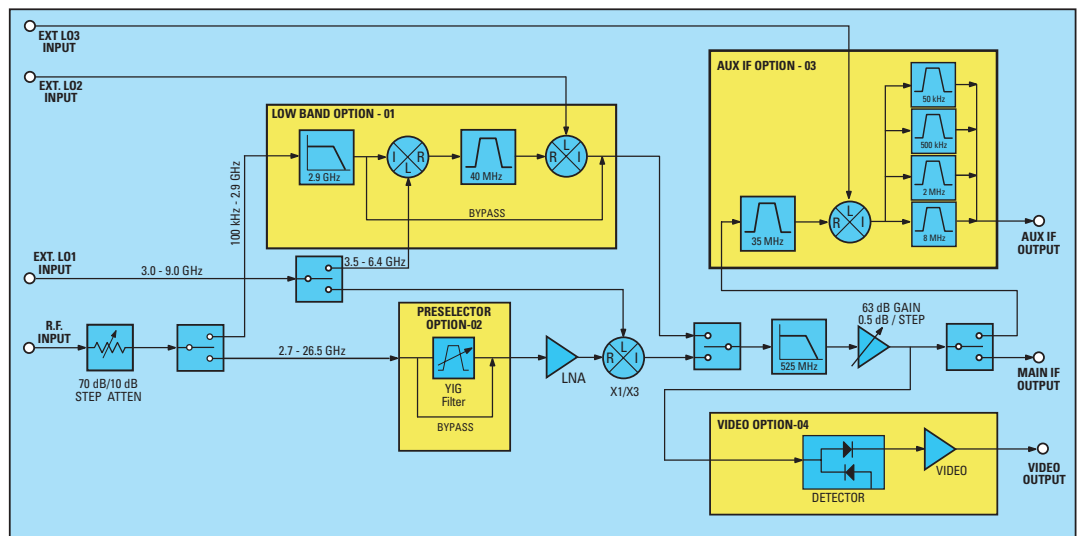 EXT LO3
INPUT
EXT. LO2
INPUT
LOW BAND OPTION - 01
2.9 GHz
I
R
L
40 MHz
L
R
I
BYPASS
100 kHz - 2.9 GHz
AUX IF OPTION - 03
50 kHz
500 kHz
2 MHz
8 MHz
35 MHz
L
R
I
AUX IF
OUTPUT
EXT. LO1
INPUT
3.0 - 9.0 GHz
3.5 - 6.4 GHz
R.F.
INPUT
70 dB/10 dB
STEP ATTEN
2.7 - 26.5 GHz
PRESELECTOR
OPTION-02
YIG
Filter
BYPASS
LNA
L
R
I
X1/X3
525 MHz
63 dB GAIN
0.5 dB / STEP
MAIN IF
OUTPUT
VIDEO OPTION-04
DETECTOR
VIDEO
VIDEO
OUTPUT